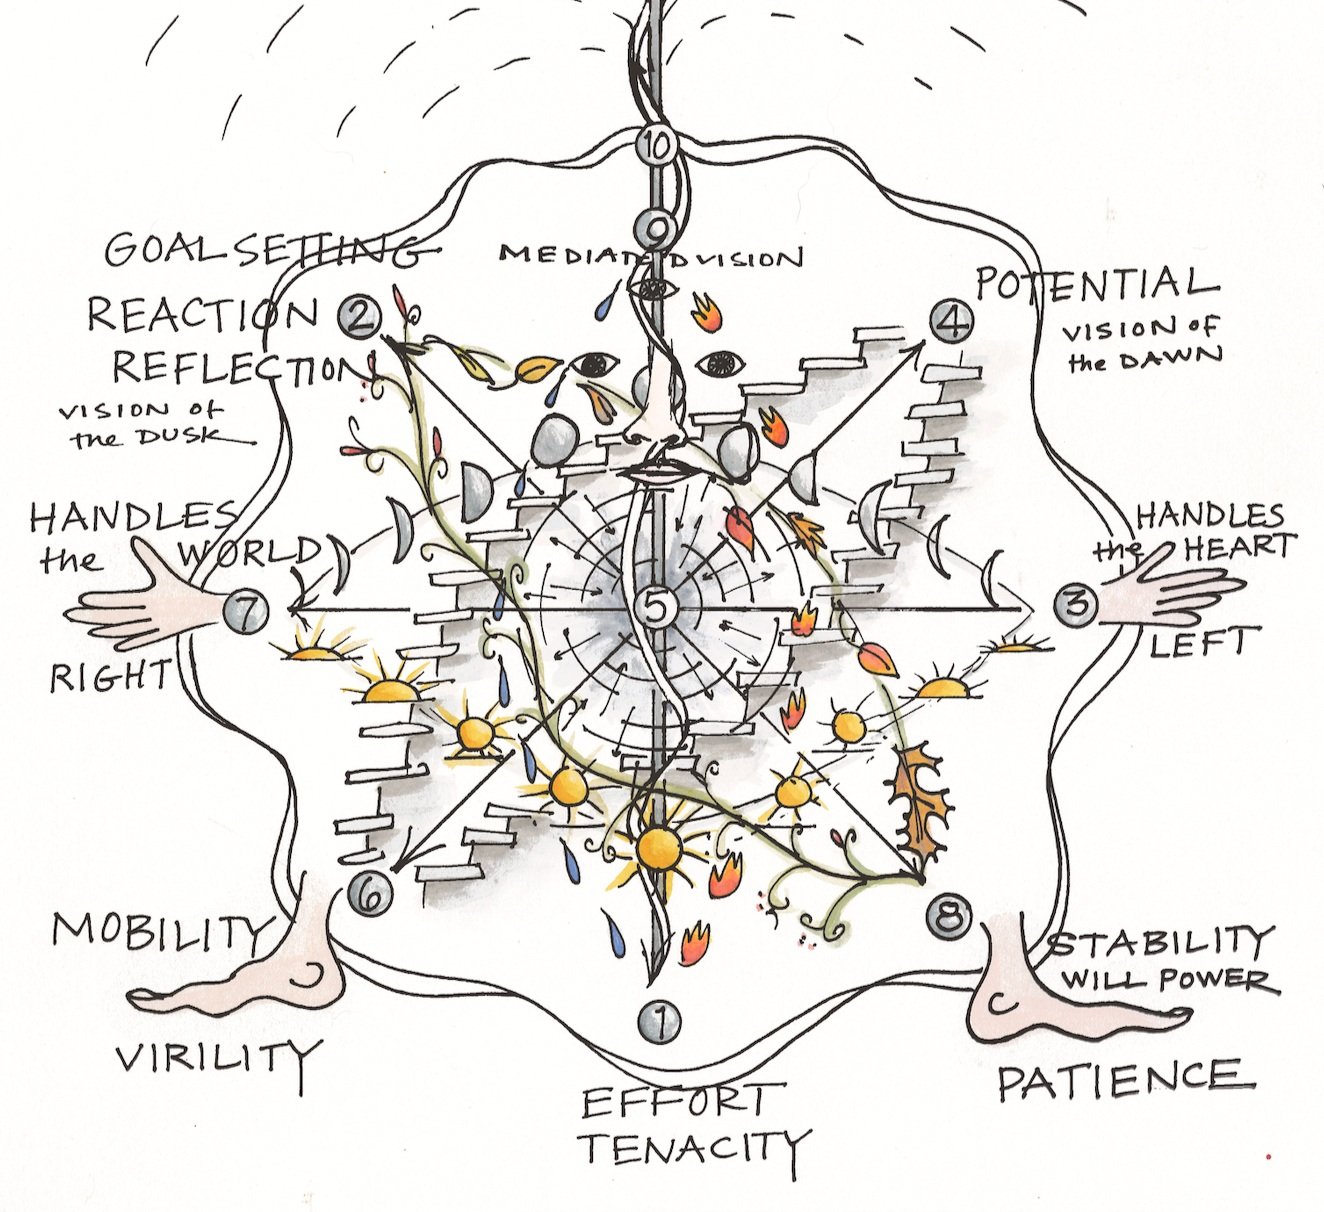 10
9
GOAL SETTING
MEDIATED VISION
REACTION
2
REFLECTION
VISION of
the DUSK
POTENTIAL
4
VISION OF
the DAWN
HANDLES
the WORLD
7
RIGHT
5
HANDLES
the HEART
3
LEFT
6
MOBILITY
VIRILITY
8
STABILITY
WILL POWER
PATIENCE
1
EFFORT
TENACITY